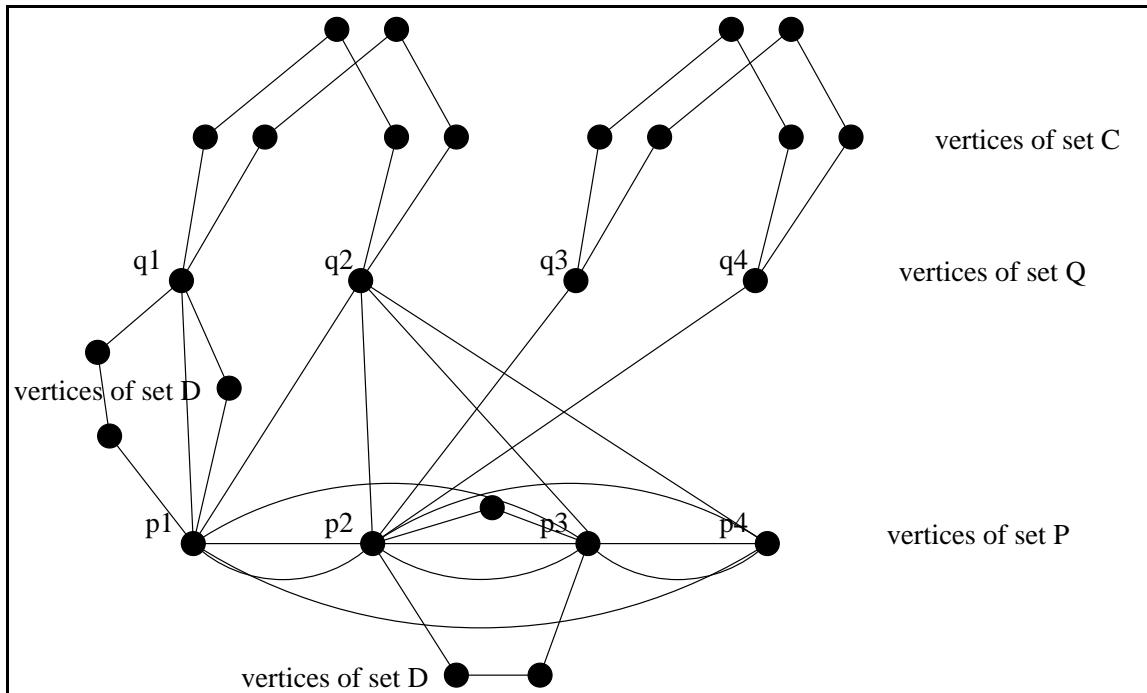 vertices of set C
q1
q2
q3
q4
vertices of set Q
vertices of set D
p1
p2
p3
p4
vertices of set P
vertices of set D